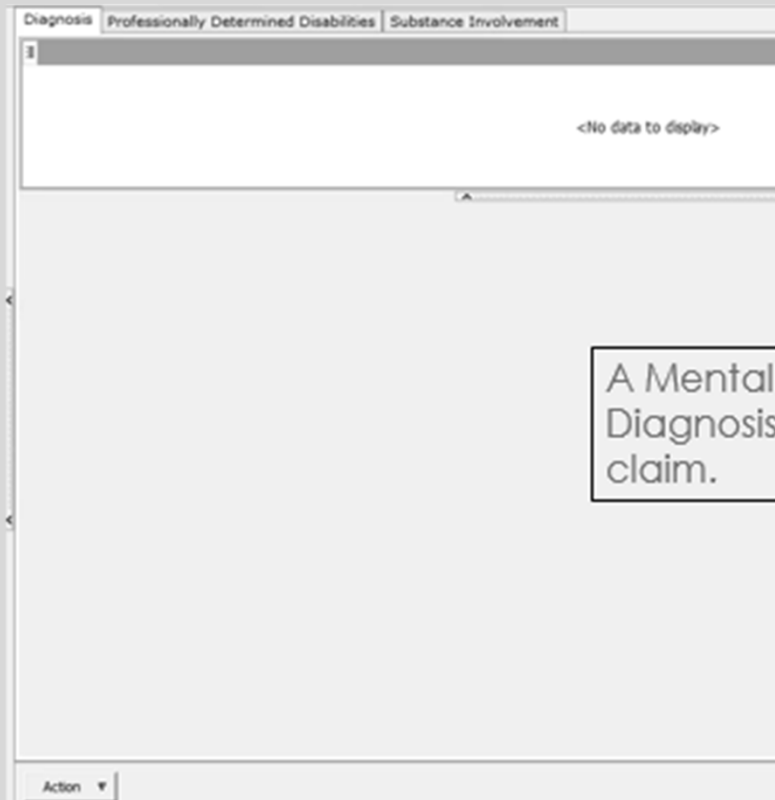 Diagnosis Professionally Determined Disabilities Substance Involvement
<No data to display>
A Mental
Diagnosis
claim.
Action